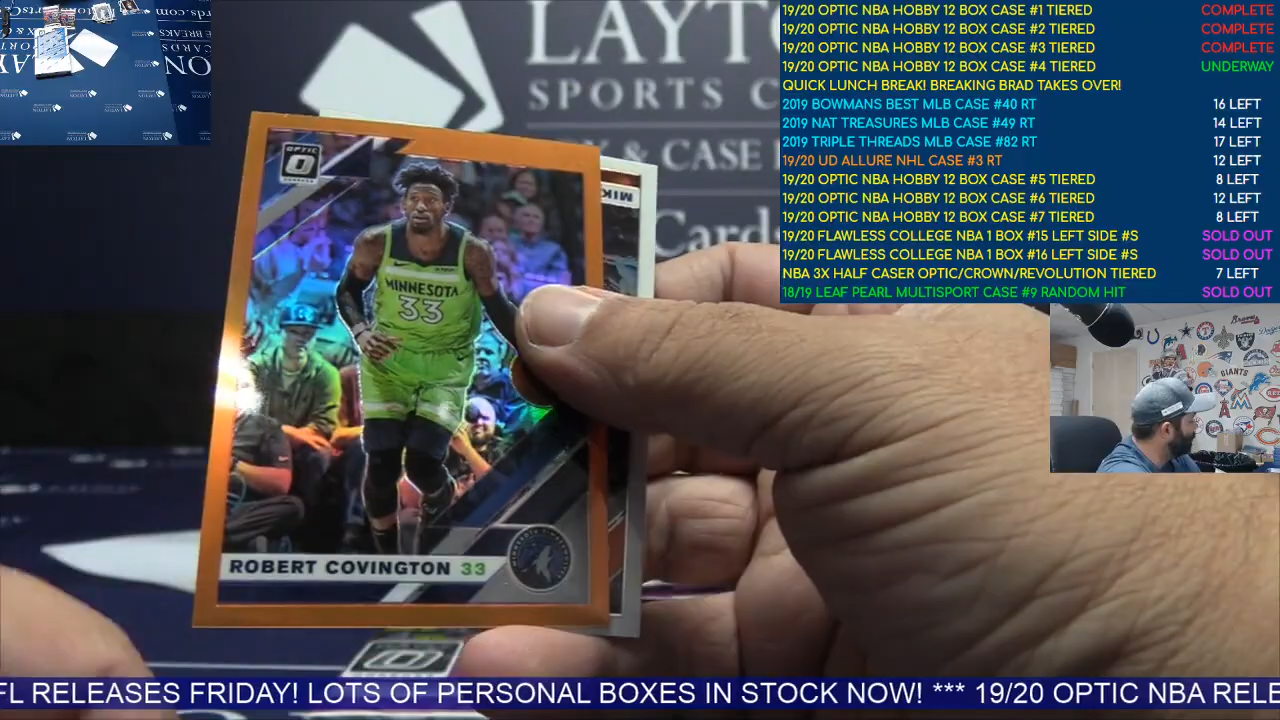 LAYTON
SPORTS C
& CASE
Cards
OPTIC
MINNESOTA
33
MIK
ROBERT COVINGTON 33
19/20 OPTIC NBA HOBBY 12 BOX CASE #1 TIERED COMPLETE
19/20 OPTIC NBA HOBBY 12 BOX CASE #2 TIERED COMPLETE
19/20 OPTIC NBA HOBBY 12 BOX CASE #3 TIERED COMPLETE
19/20 OPTIC NBA HOBBY 12 BOX CASE #4 TIERED UNDERWAY
QUICK LUNCH BREAK! BREAKING BRAD TAKES OVER!
2019 BOWMANS BEST MLB CASE #40 RT 16 LEFT
2019 NAT TREASURES MLB CASE #49 RT 14 LEFT
2019 TRIPLE THREADS MLB CASE #82 RT 17 LEFT
19/20 UD ALLURE NHL CASE #3 RT 12 LEFT
19/20 OPTIC NBA HOBBY 12 BOX CASE #5 TIERED 8 LEFT
19/20 OPTIC NBA HOBBY 12 BOX CASE #6 TIERED 12 LEFT
19/20 OPTIC NBA HOBBY 12 BOX CASE #7 TIERED 8 LEFT
19/20 FLAWLESS COLLEGE NBA 1 BOX #15 LEFT SIDE #S SOLD OUT
19/20 FLAWLESS COLLEGE NBA 1 BOX #16 LEFT SIDE #S SOLD OUT
NBA 3X HALF CASER OPTIC/CROWN/REVOLUTION TIERED 7 LEFT
18/19 LEAF PEARL MULTISPORT CASE #9 RANDOM HIT SOLD OUT
Braves
GIANTS
FL RELEASES FRIDAY! LOTS OF PERSONAL BOXES IN STOCK NOW! *** 19/20 OPTIC NBA RELE